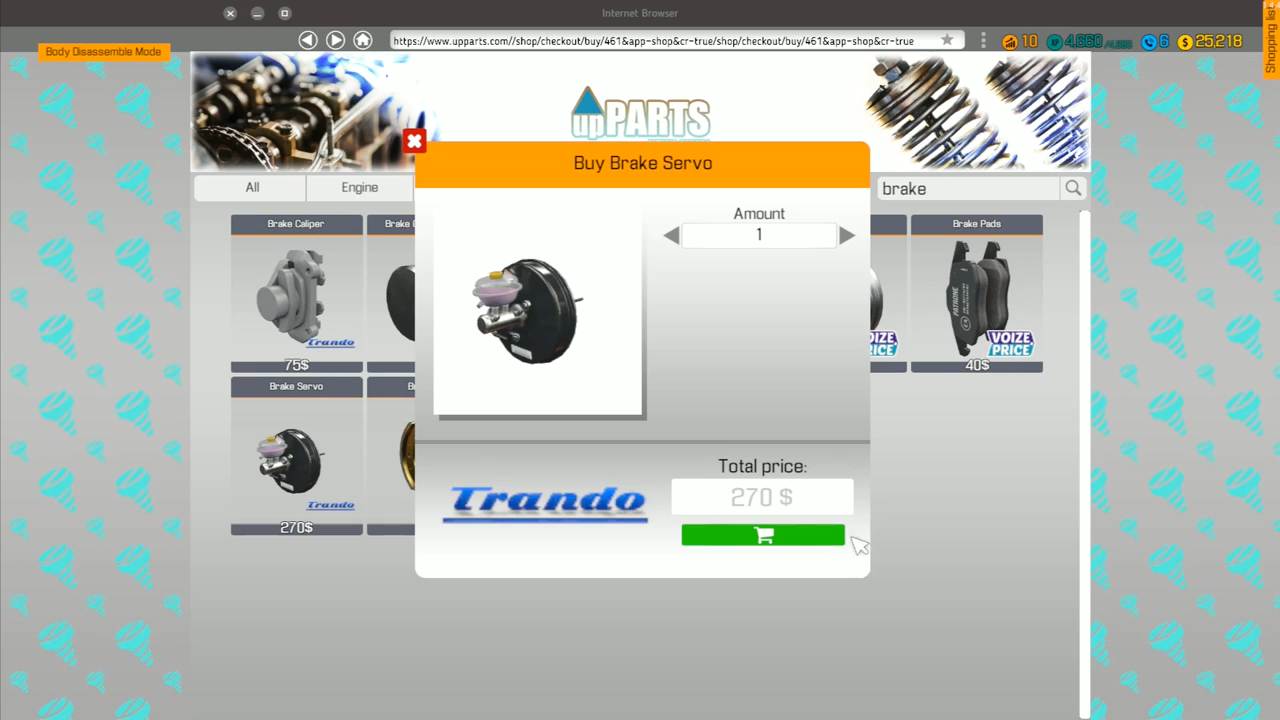 Internet Browser
https://www.upparts.com//shop/checkout/buy/461&app-shop&cr-true/shop/checkout/buy/461&app-shop&cr-true
10
6
25,218
Shopping list
Body Disassemble Mode
upPARTS
Buy Brake Servo
All
Engine
brake
Amount
1
Brake Caliper
Brake
Brake Pads
Trando
75$
VOIZE
PRICE
40$
Brake Servo
Trando
270$
Trando
Total price:
270 $